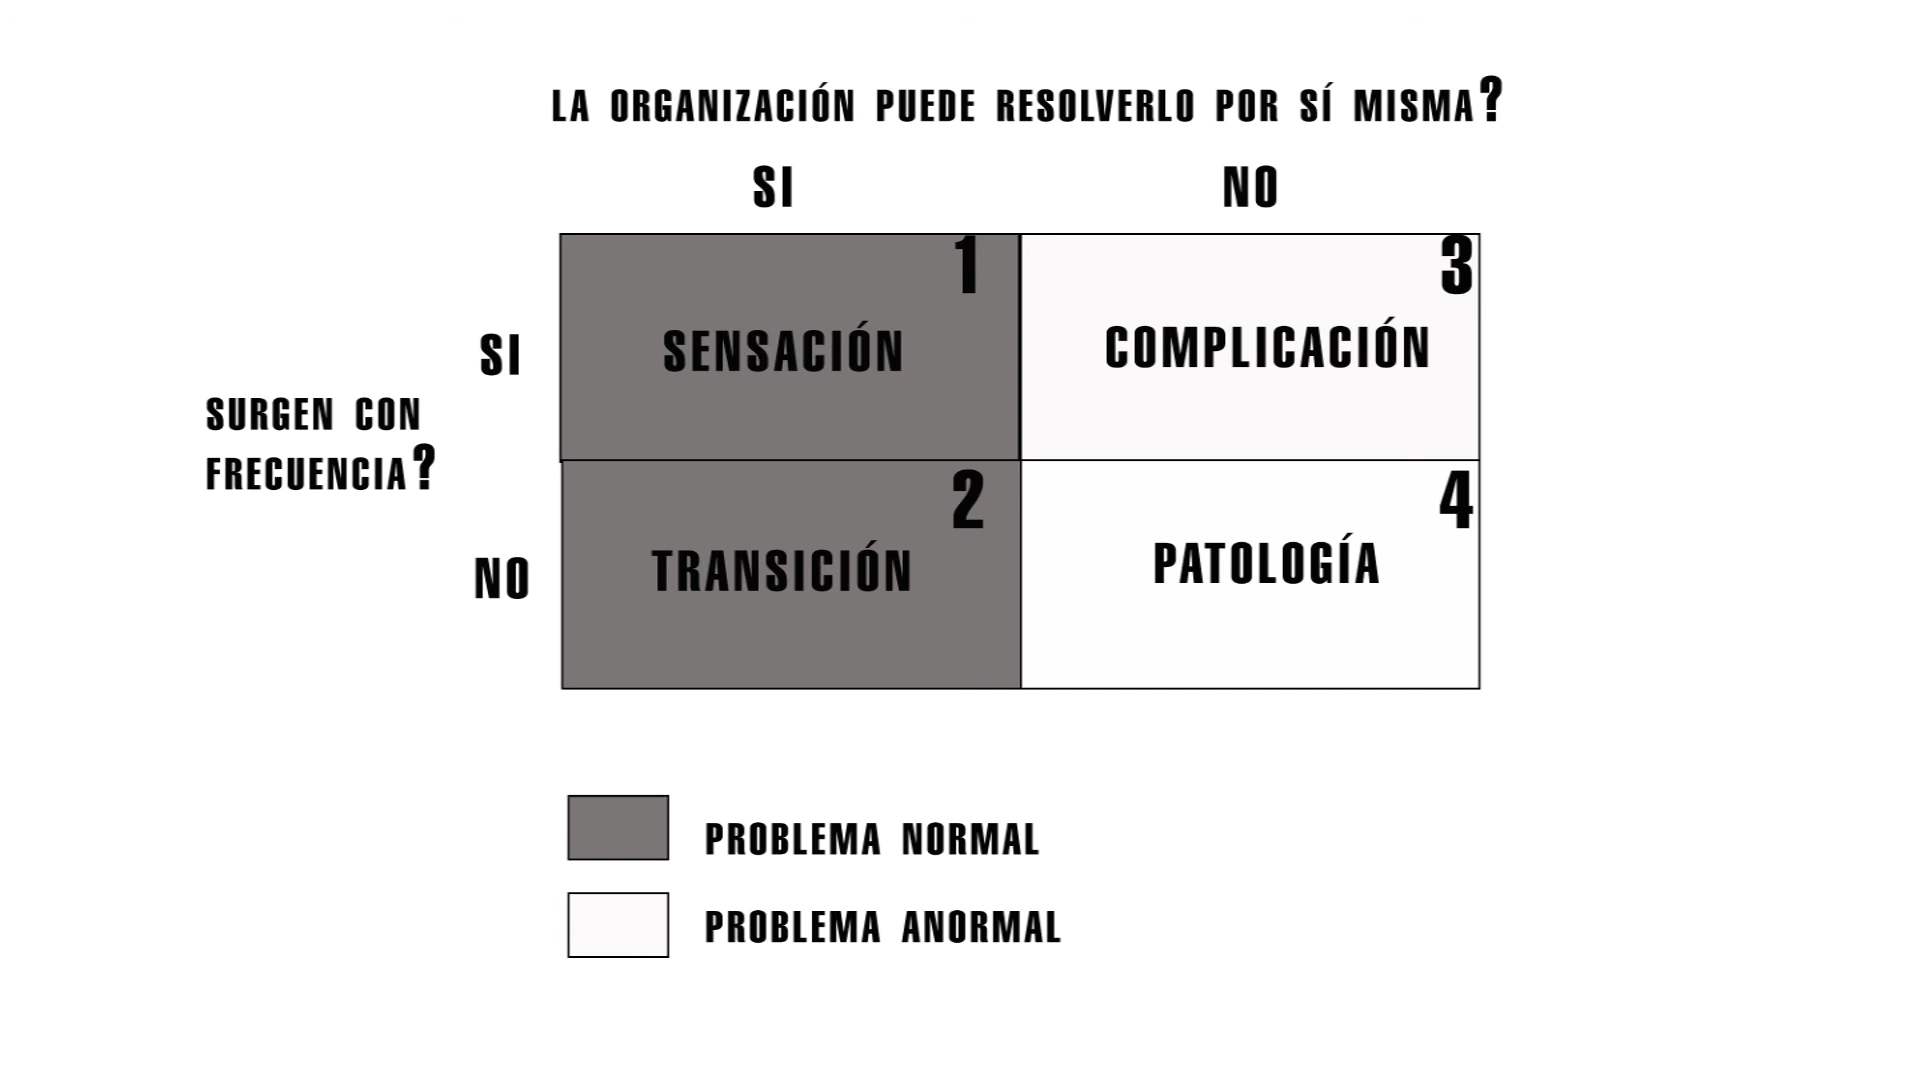 LA ORGANIZACIÓN PUEDE RESOLVERLO POR SÍ MISMA?
SI NO
1 3
SI SENSACIÓN COMPLICACIÓN
SURGEN CON
FRECUENCIA?
2 4
NO TRANSICIÓN PATOLOGÍA
PROBLEMA NORMAL
PROBLEMA ANORMAL